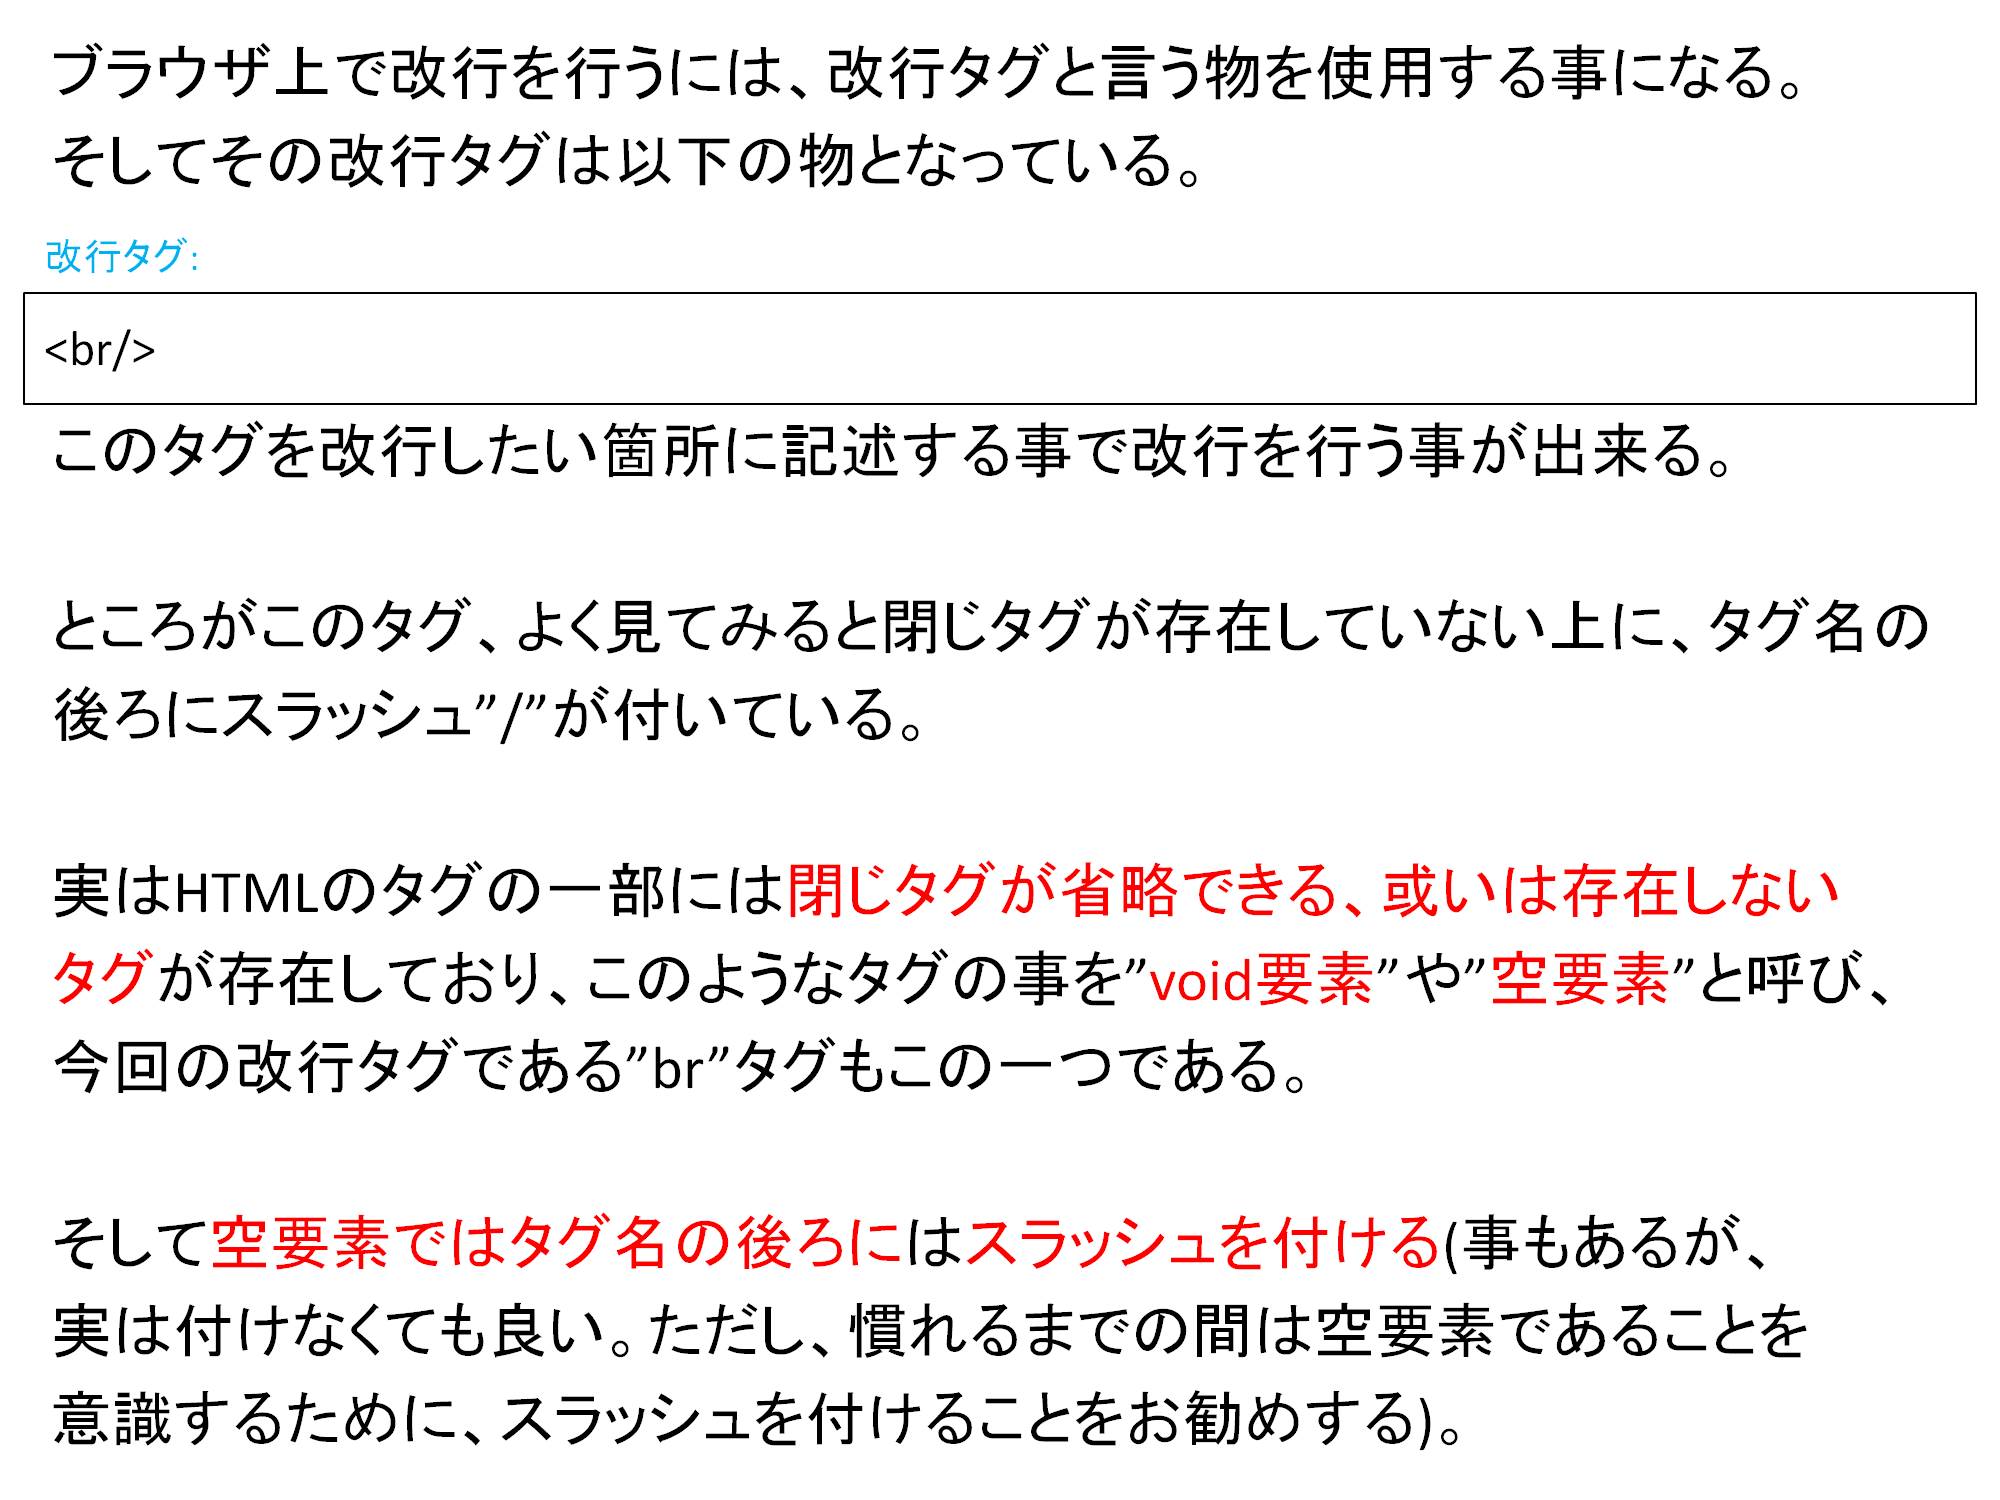 ブラウザ上で改行を行うには、改行タグと言う物を使用する事になる。
そしてその改行タグは以下の物となっている。
改行タグ:
<br/>
このタグを改行したい箇所に記述する事で改行を行う事が出来る。
ところがこのタグ、よく見てみると閉じタグが存在していない上に、タグ名の
後ろにスラッシュ”/”が付いている。
実はHTMLのタグの一部には閉じタグが省略できる、或いは存在しない
タグが存在しており、このようなタグの事を”void要素”や”空要素”と呼び、
今回の改行タグである”br”タグもこの一つである。
そして空要素ではタグ名の後ろにはスラッシュを付ける(事もあるが、
実は付けなくても良い。ただし、慣れるまでの間は空要素であることを
意識するために、スラッシュを付けることをお勧めする)。